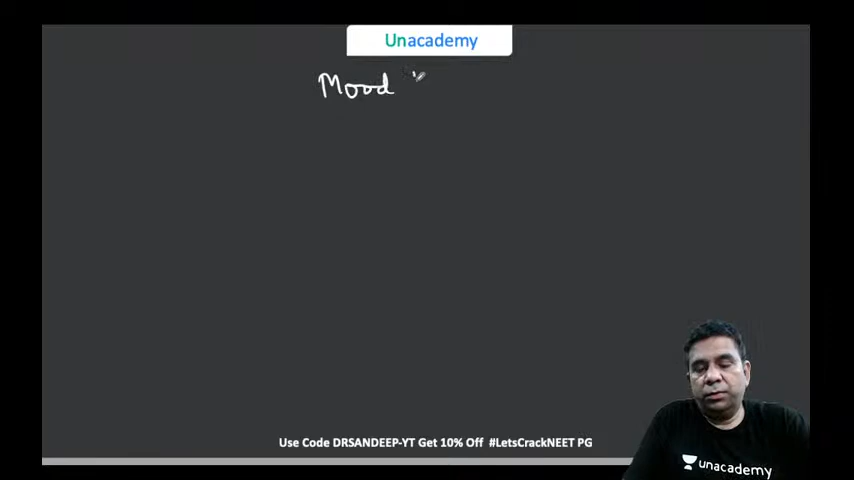 Unacademy
Mood
Use Code DRSANDEEP-YT Get 10% Off #LetsCrackNEET PG
unacademy